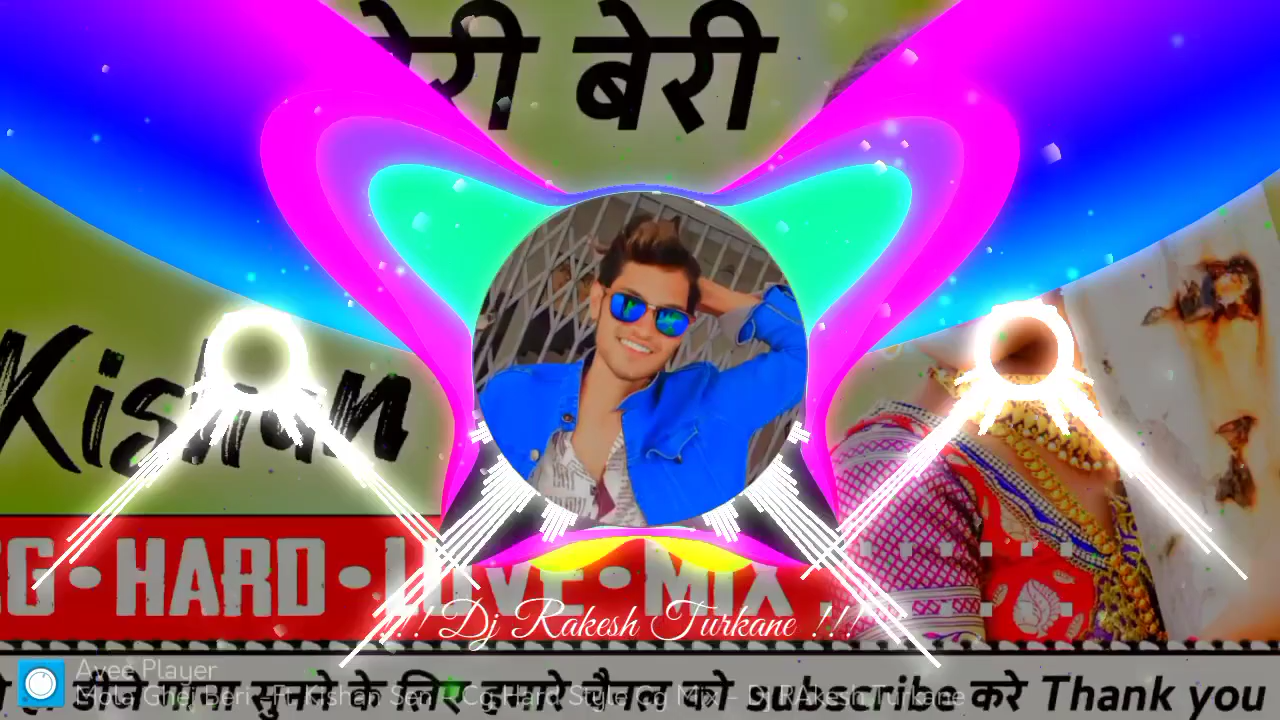 बेरी
Kishan
CG•HARD•LOVE•MIX
!!! Dj Rakesh Turkane !!!
Avee Player
Mola Ghej Beri - Ft Kishan Sen - Cg Hard Style Cg Mix - Dj RAkesh Turkane
डीजे गाना सुनने के लिए हमारे चैनल को subscribe करे Thank you